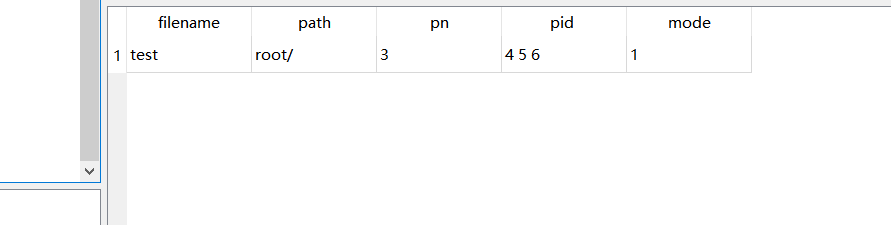 filename path pn pid mode
1 test root/ 3 4 5 6 1